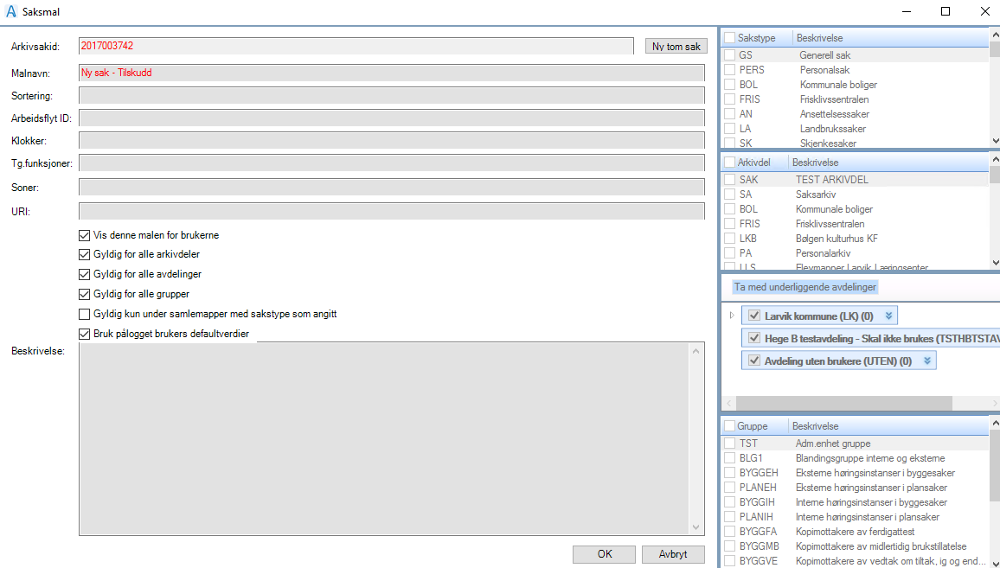 Saksmal
Arkivsakid: 2017003742 Ny tom sak
Malnavn: Ny sak - Tilskudd
Sortering:
Arbeidsflyt ID:
Klokker:
Tg.funksjoner:
Soner:
URI:
Vis denne malen for brukerne
Gyldig for alle arkivdeler
Gyldig for alle avdelinger
Gyldig for alle grupper
Gyldig kun under samlemapper med sakstype som angitt
Bruk pålogget brukers defaultverdier
Beskrivelse:
OK Avbryt
Sakstype Beskrivelse
GS Generell sak
PERS Personalsak
BOL Kommunale boliger
FRIS Frisklivssentralen
AN Ansettelsessaker
LA Landbrukssaker
SK Skjenkesaker
Arkivdel Beskrivelse
SAK TEST ARKIVDEL
SA Saksarkiv
BOL Kommunale boliger
FRIS Frisklivssentralen
LKB Bølgen kulturhus KF
PA Personalarkiv
LLS Elevmapper Larvik Læringsenter
Ta med underliggende avdelinger
Larvik kommune (LK) (0)
Hege B testavdeling - Skal ikke brukes (TSTHBTSTAV
Avdeling uten brukere (UTEN) (0)
Gruppe Beskrivelse
TST Adm.enhet gruppe
BLG1 Blandingsgruppe interne og eksterne
BYGGEH Eksterne høringsinstanser i byggesaker
PLANEH Eksterne høringsinstanser i plansaker
BYGGIH Interne høringsinstanser i byggesaker
PLANIH Interne høringsinstanser i plansaker
BYGGFA Kopimottakere av ferdigattest
BYGGMB Kopimottakere av midlertidig brukstillatelse
BYGGVE Kopimottakere av vedtak om tiltak, ig og end...